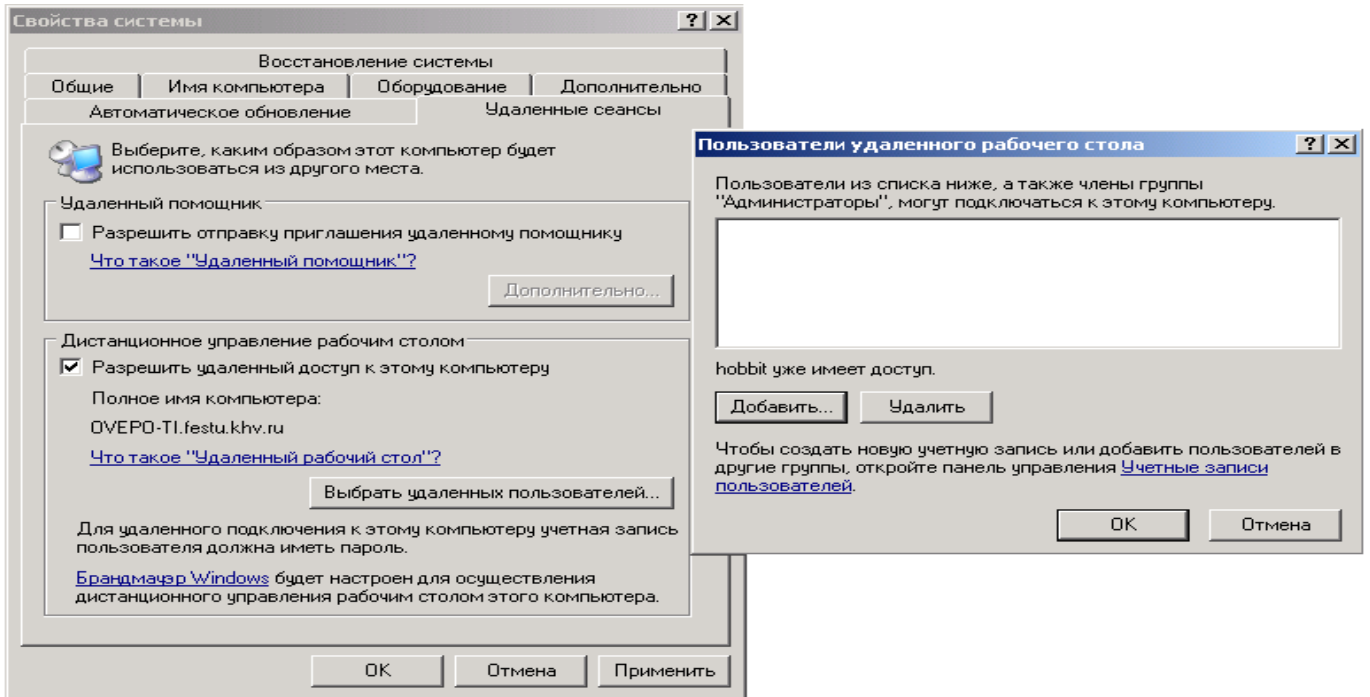 Свойства системы
Восстановление системы
Общие
Имя компьютера
Оборудование
Дополнительно
Автоматическое обновление
Удаленные сеансы
Выберите, каким образом этот компьютер будет
использоваться из другого места.
Удаленный помощник
Разрешить отправку приглашения удаленному помощнику
Что такое "Удаленный помощник"?
Дополнительно...
Дистанционное управление рабочим столом
Разрешить удаленный доступ к этому компьютеру
Полное имя компьютера:
OVEPO-TI.festu.khv.ru
Что такое "Удаленный рабочий стол"?
Выбрать удаленных пользователей...
Для удаленного подключения к этому компьютеру учетная запись
пользователя должна иметь пароль.
Брандмауэр Windows будет настроен для осуществления
дистанционного управления рабочим столом этого компьютера.
OK
Отмена
Применить
Пользователи удаленного рабочего стола
Пользователи из списка ниже, а также члены группы
"Администраторы", могут подключаться к этому компьютеру.
hobbit уже имеет доступ.
Добавить...
Удалить
Чтобы создать новую учетную запись или добавить пользователей в
другие группы, откройте панель управления Учетные записи
пользователей.
OK
Отмена